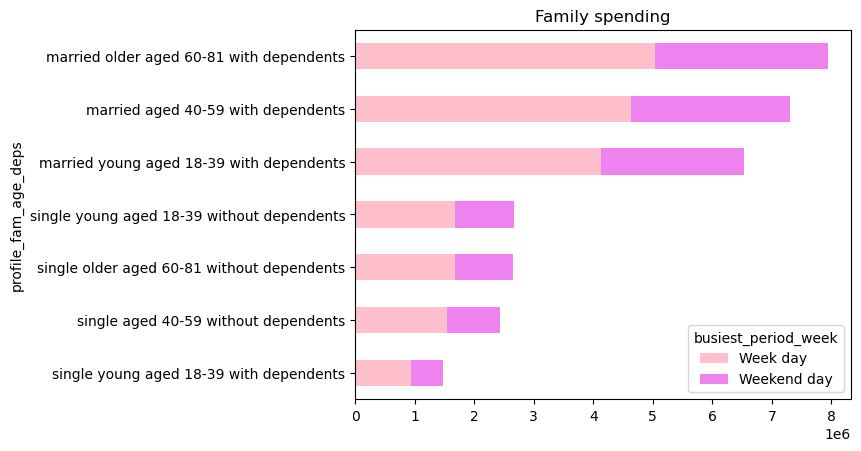 Family spending
profile_fam_age_deps
married older aged 60-81 with dependents
married aged 40-59 with dependents
married young aged 18-39 with dependents
single young aged 18-39 without dependents
single older aged 60-81 without dependents
single aged 40-59 without dependents
single young aged 18-39 with dependents
busiest_period_week
Week day
Weekend day
0 1 2 3 4 5 6 7 8
1e6